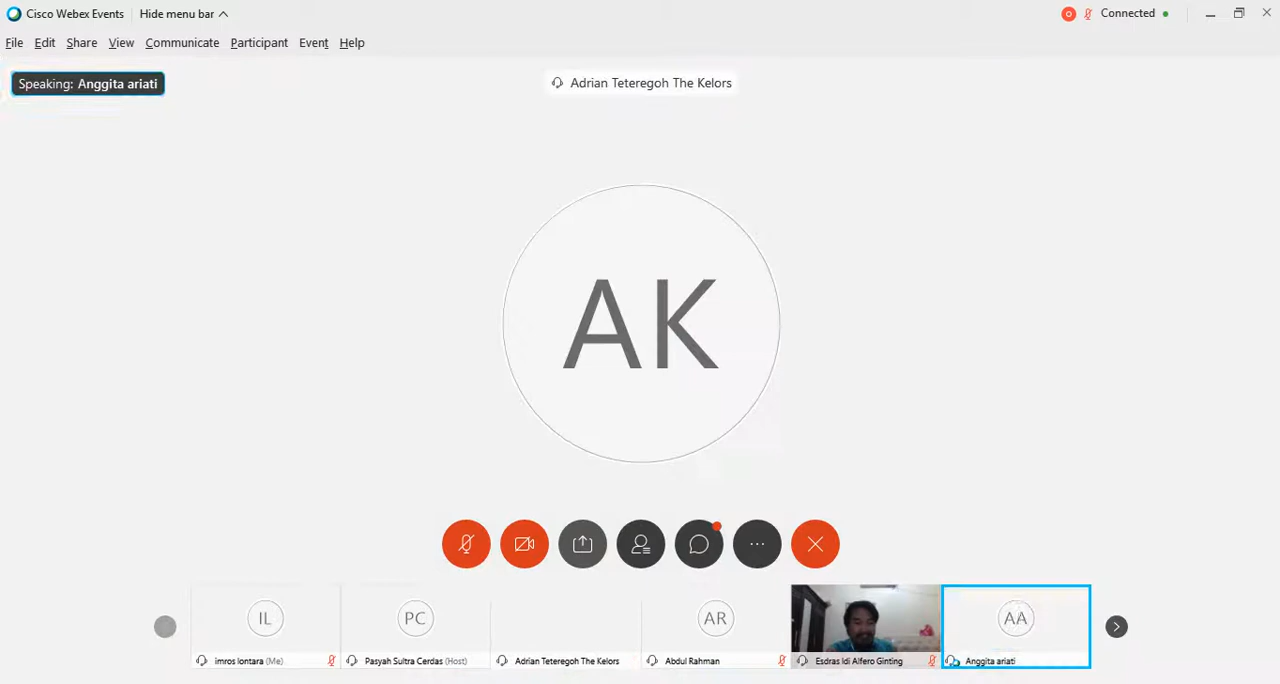 Cisco Webex Events
Hide menu bar
Connected
File Edit Share View Communicate Participant Event Help
Speaking: Anggita ariati
Adrian Teteregoh The Kelors
AK
IL
PC
AR
AA
imros lontara (Me)
Pasyah Sultra Cerdas (Host)
Adrian Teteregoh The Kelors
Abdul Rahman
Esdras Idi Alfero Ginting
Anggita ariati